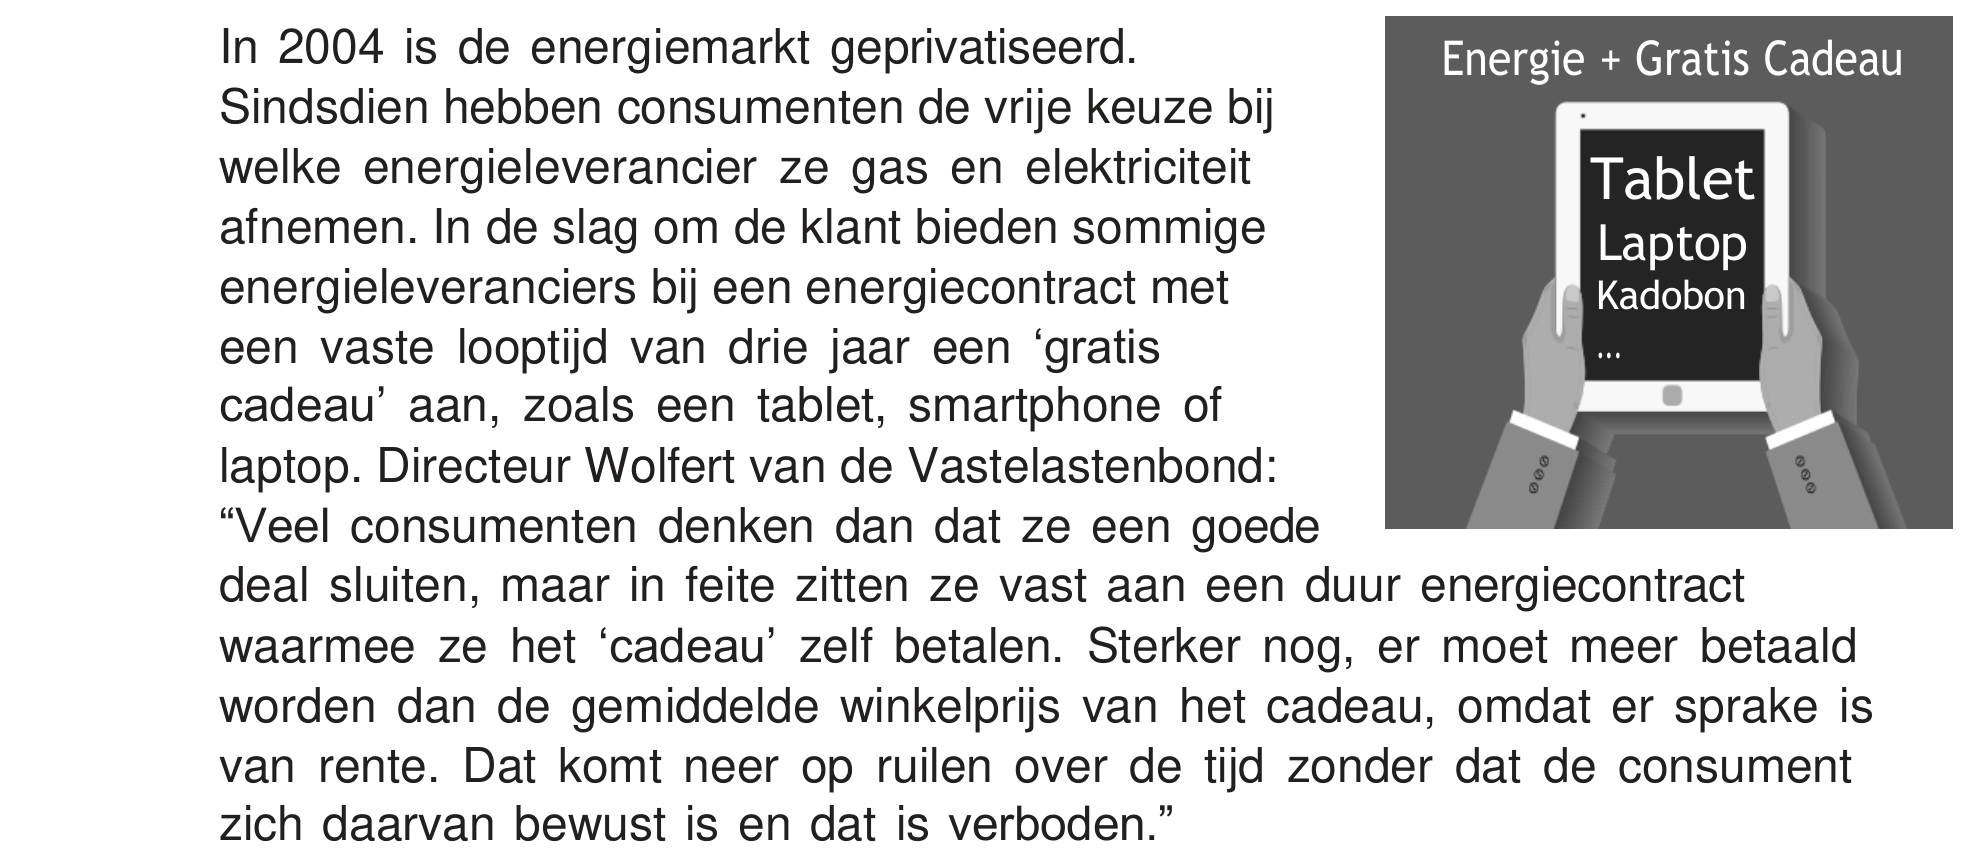 In 2004 is de energiemarkt geprivatiseerd.
Sindsdien hebben consumenten de vrije keuze bij
welke energieleverancier ze gas en elektriciteit
afnemen. In de slag om de klant bieden sommige
energieleveranciers bij een energiecontract met
een vaste looptijd van drie jaar een ‘gratis
cadeau’ aan, zoals een tablet, smartphone of
laptop. Directeur Wolfert van de Vastelastenbond:
“Veel consumenten denken dan dat ze een goede
deal sluiten, maar in feite zitten ze vast aan een duur energiecontract
waarmee ze het ‘cadeau’ zelf betalen. Sterker nog, er moet meer betaald
worden dan de gemiddelde winkelprijs van het cadeau, omdat er sprake is
van rente. Dat komt neer op ruilen over de tijd zonder dat de consument
zich daarvan bewust is en dat is verboden.”
Energie + Gratis Cadeau
Tablet
Laptop
Kadobon
...